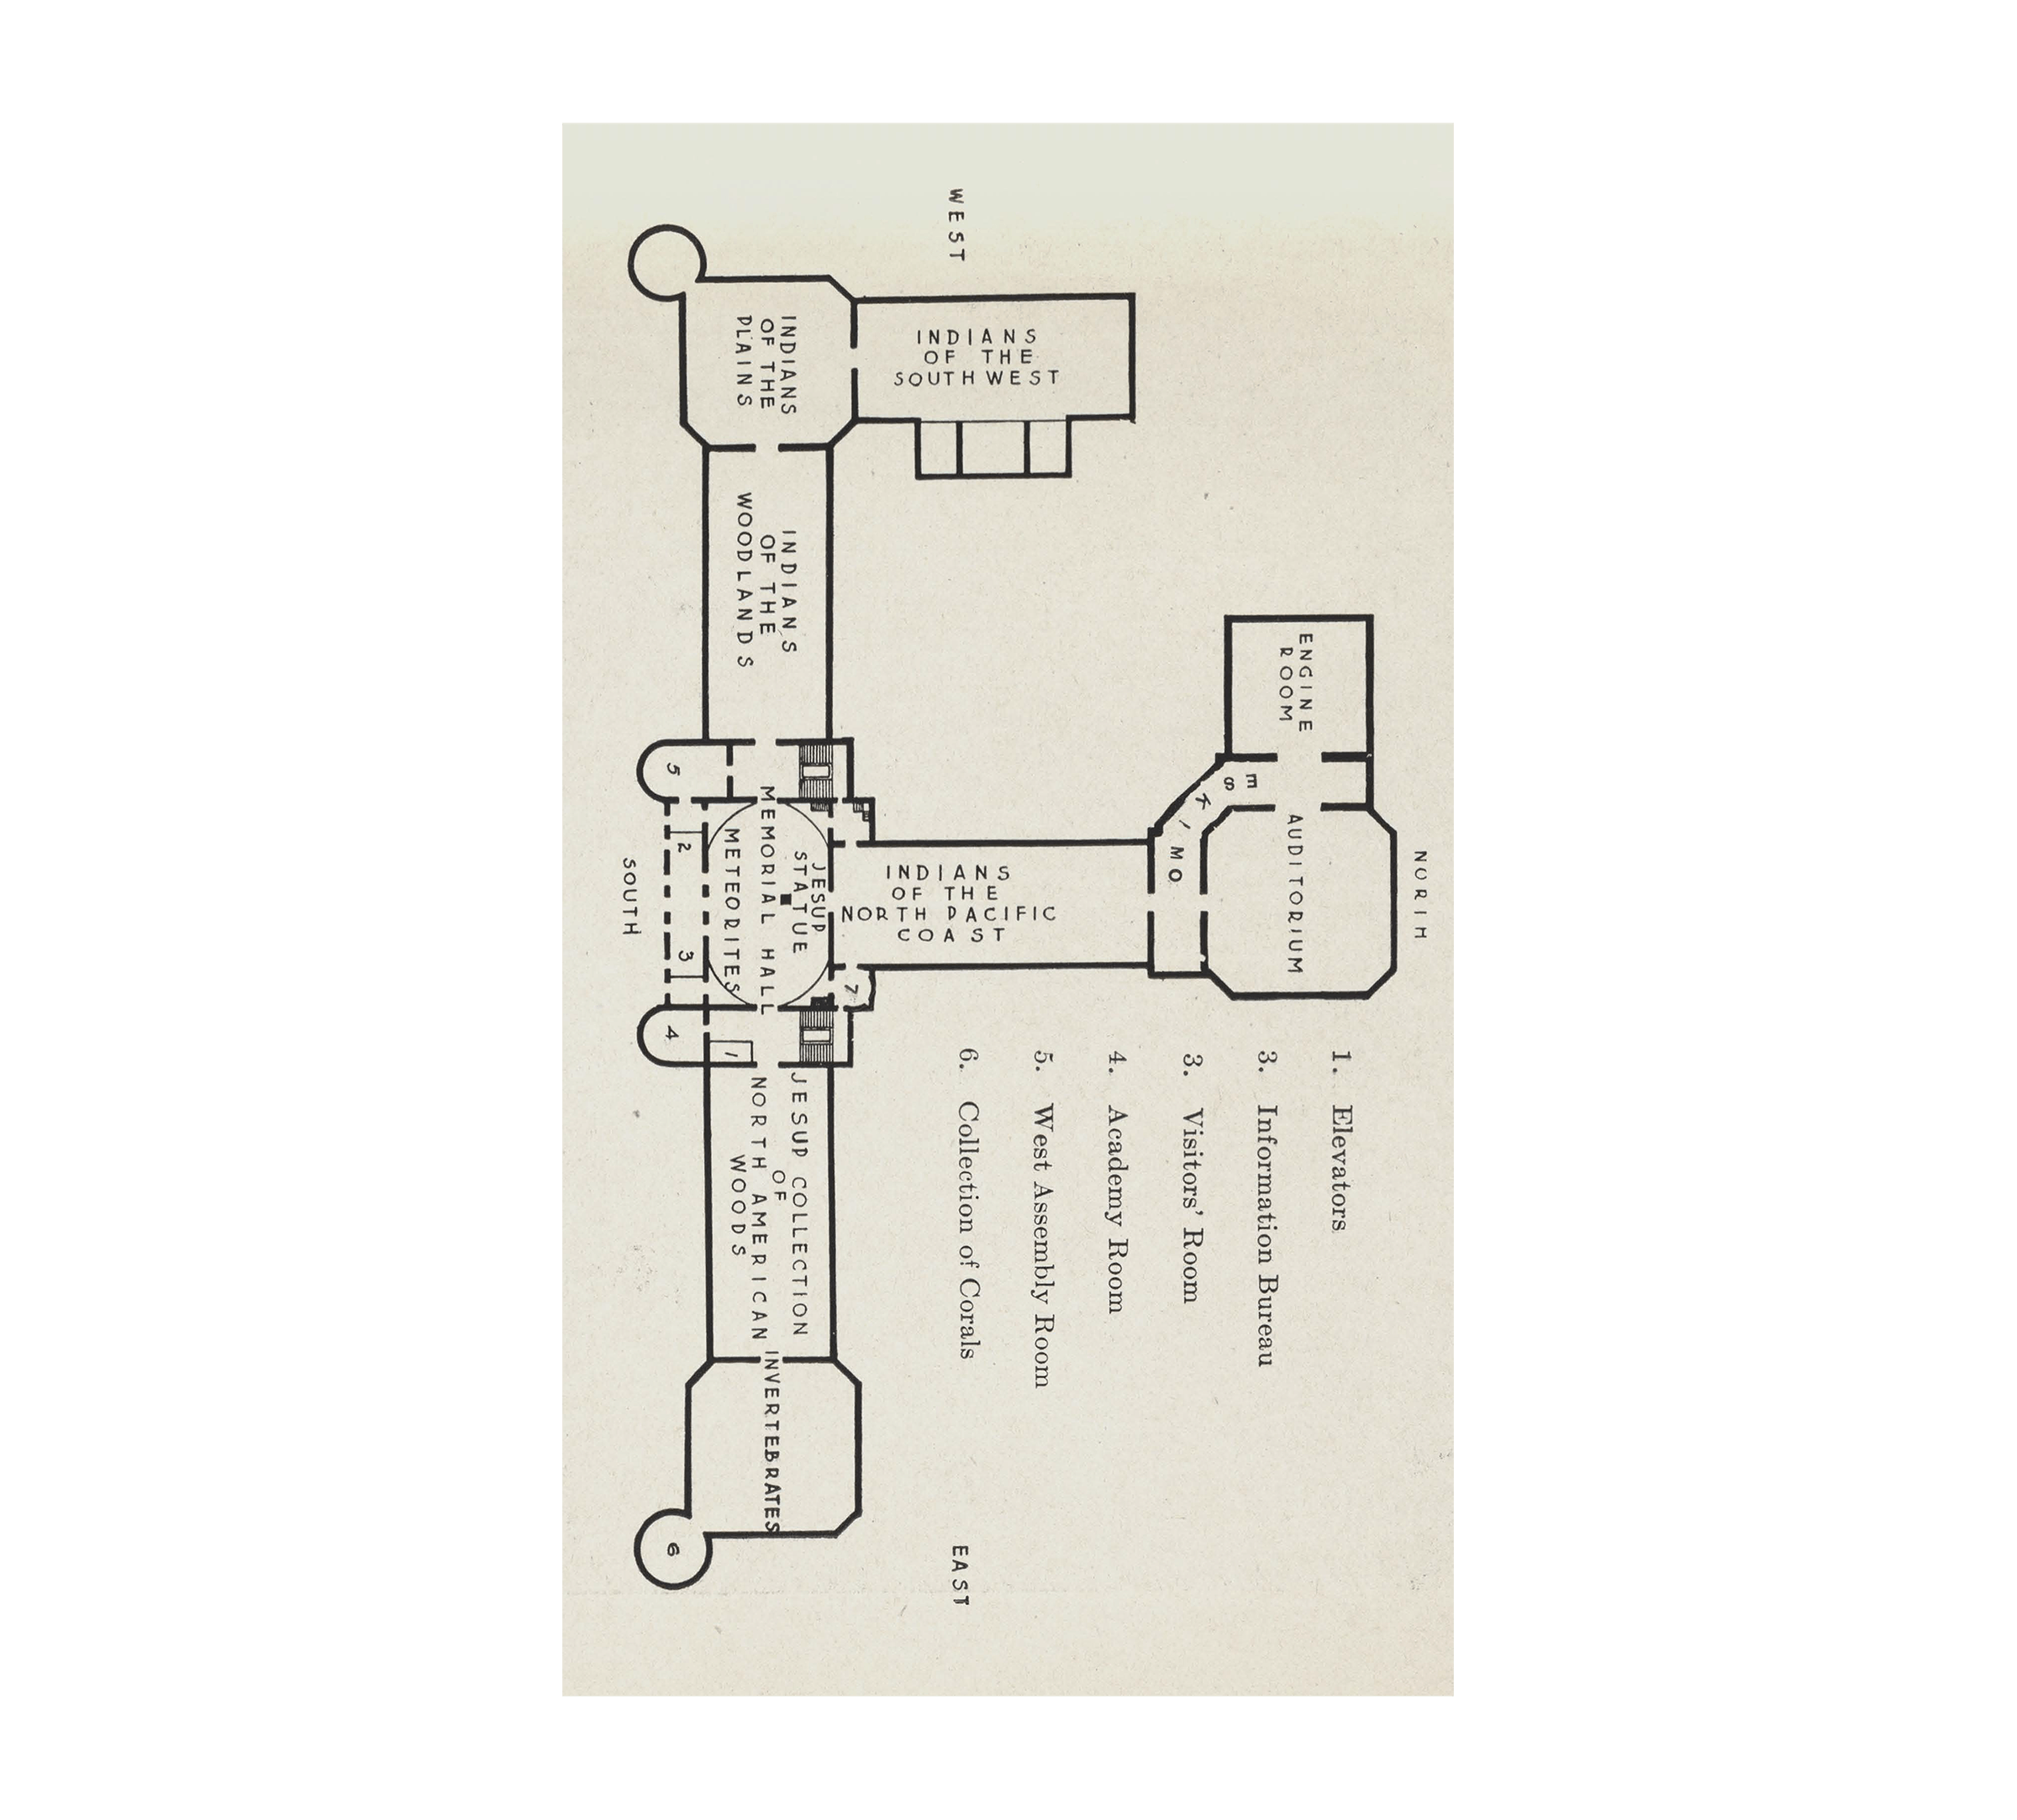 NORTH
WEST
EAST
SOUTH
ENGINE
ROOM
AUDITORIUM
ESKIMO
INDIANS
OF THE
SOUTHWEST
INDIANS
OF THE
NORTH PACIFIC
COAST
INDIANS
OF THE
PLAINS
INDIANS
OF THE
WOODLANDS
JESUP
STATUE
MEMORIAL HALL
METEORITES
JESUP COLLECTION
OF
NORTH AMERICAN
WOODS
INVERTEBRATES
5
2
3
4
1
7
6
1. Elevators
3. Information Bureau
3. Visitors' Room
4. Academy Room
5. West Assembly Room
6. Collection of Corals